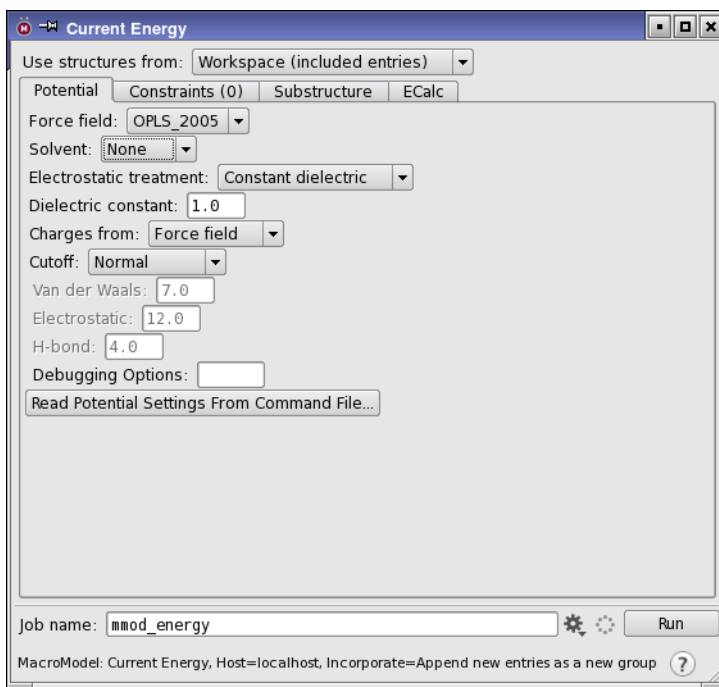 Current Energy
Use structures from: Workspace (included entries)
Potential Constraints (0) Substructure ECalc
Force field: OPLS_2005
Solvent: None
Electrostatic treatment: Constant dielectric
Dielectric constant: 1.0
Charges from: Force field
Cutoff: Normal
Van der Waals: 7.0
Electrostatic: 12.0
H-bond: 4.0
Debugging Options:
Read Potential Settings From Command File...
Job name: mmod_energy Run
MacroModel: Current Energy, Host=localhost, Incorporate=Append new entries as a new group ?